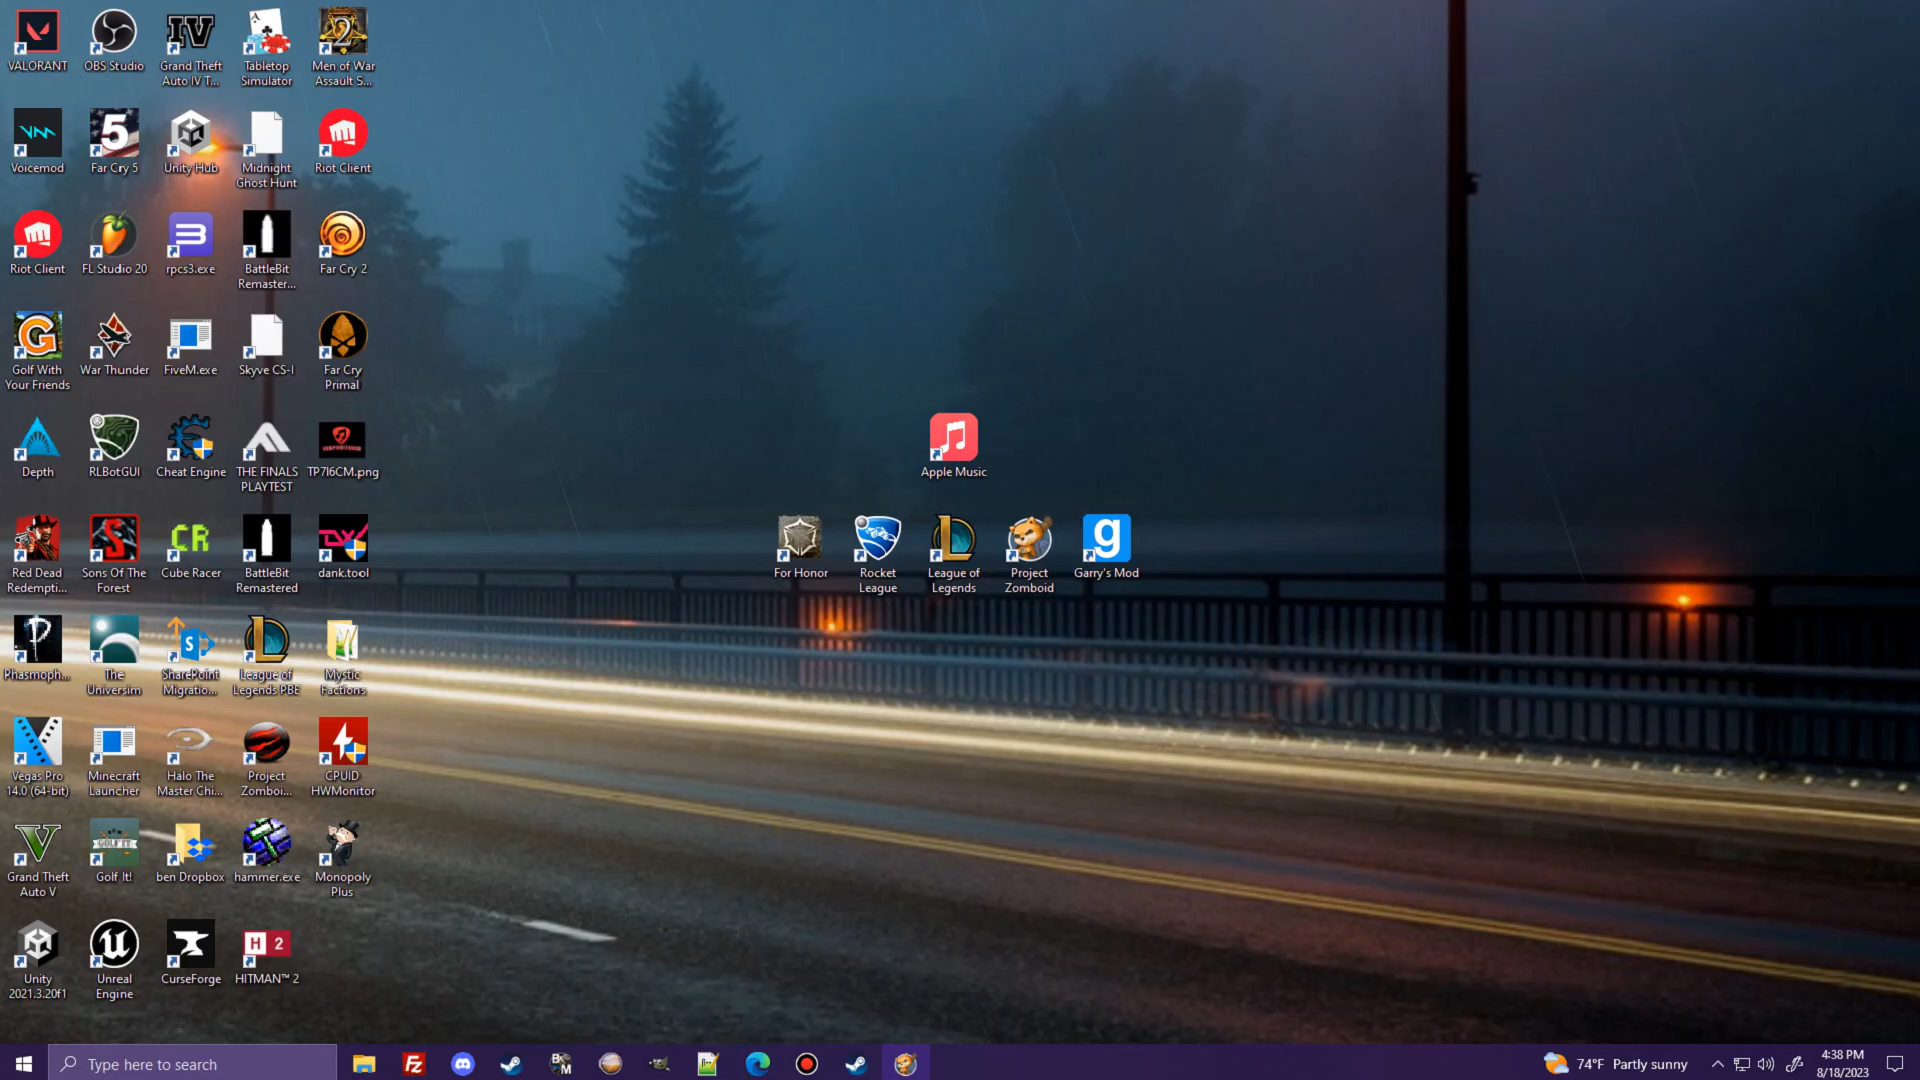 VALORANT
OBS Studio
Grand Theft
Auto IV T...
Tabletop
Simulator
Men of War
Assault S...
Voicemod
Far Cry 5
Unity Hub
Midnight
Ghost Hunt
Riot Client
Riot Client
FL Studio 20
rpcs3.exe
BattleBit
Remaster...
Far Cry 2
Golf With
Your Friends
War Thunder
FiveM.exe
Skyve CS-I
Far Cry
Primal
Depth
RLBotGUI
Cheat Engine
THE FINALS
PLAYTEST
TP7I6CM.png
Apple Music
Red Dead
Redempti...
Sons Of The
Forest
CR
Cube Racer
BattleBit
Remastered
dank.tool
For Honor
Rocket
League
League of
Legends
Project
Zomboid
g
Garry's Mod
Phasmoph...
The
Universim
SharePoint
Migratio...
League of
Legends PBE
Mystic
Factions
Vegas Pro
14.0 (64-bit)
Minecraft
Launcher
Halo The
Master Chi...
Project
Zomboi...
CPUID
HWMonitor
Grand Theft
Auto V
GOLF IT!
Golf It!
ben Dropbox
hammer.exe
Monopoly
Plus
Unity
2021.3.20f1
Unreal
Engine
CurseForge
H 2
HITMAN™ 2
Type here to search
74°F Partly sunny
4:38 PM
8/18/2023